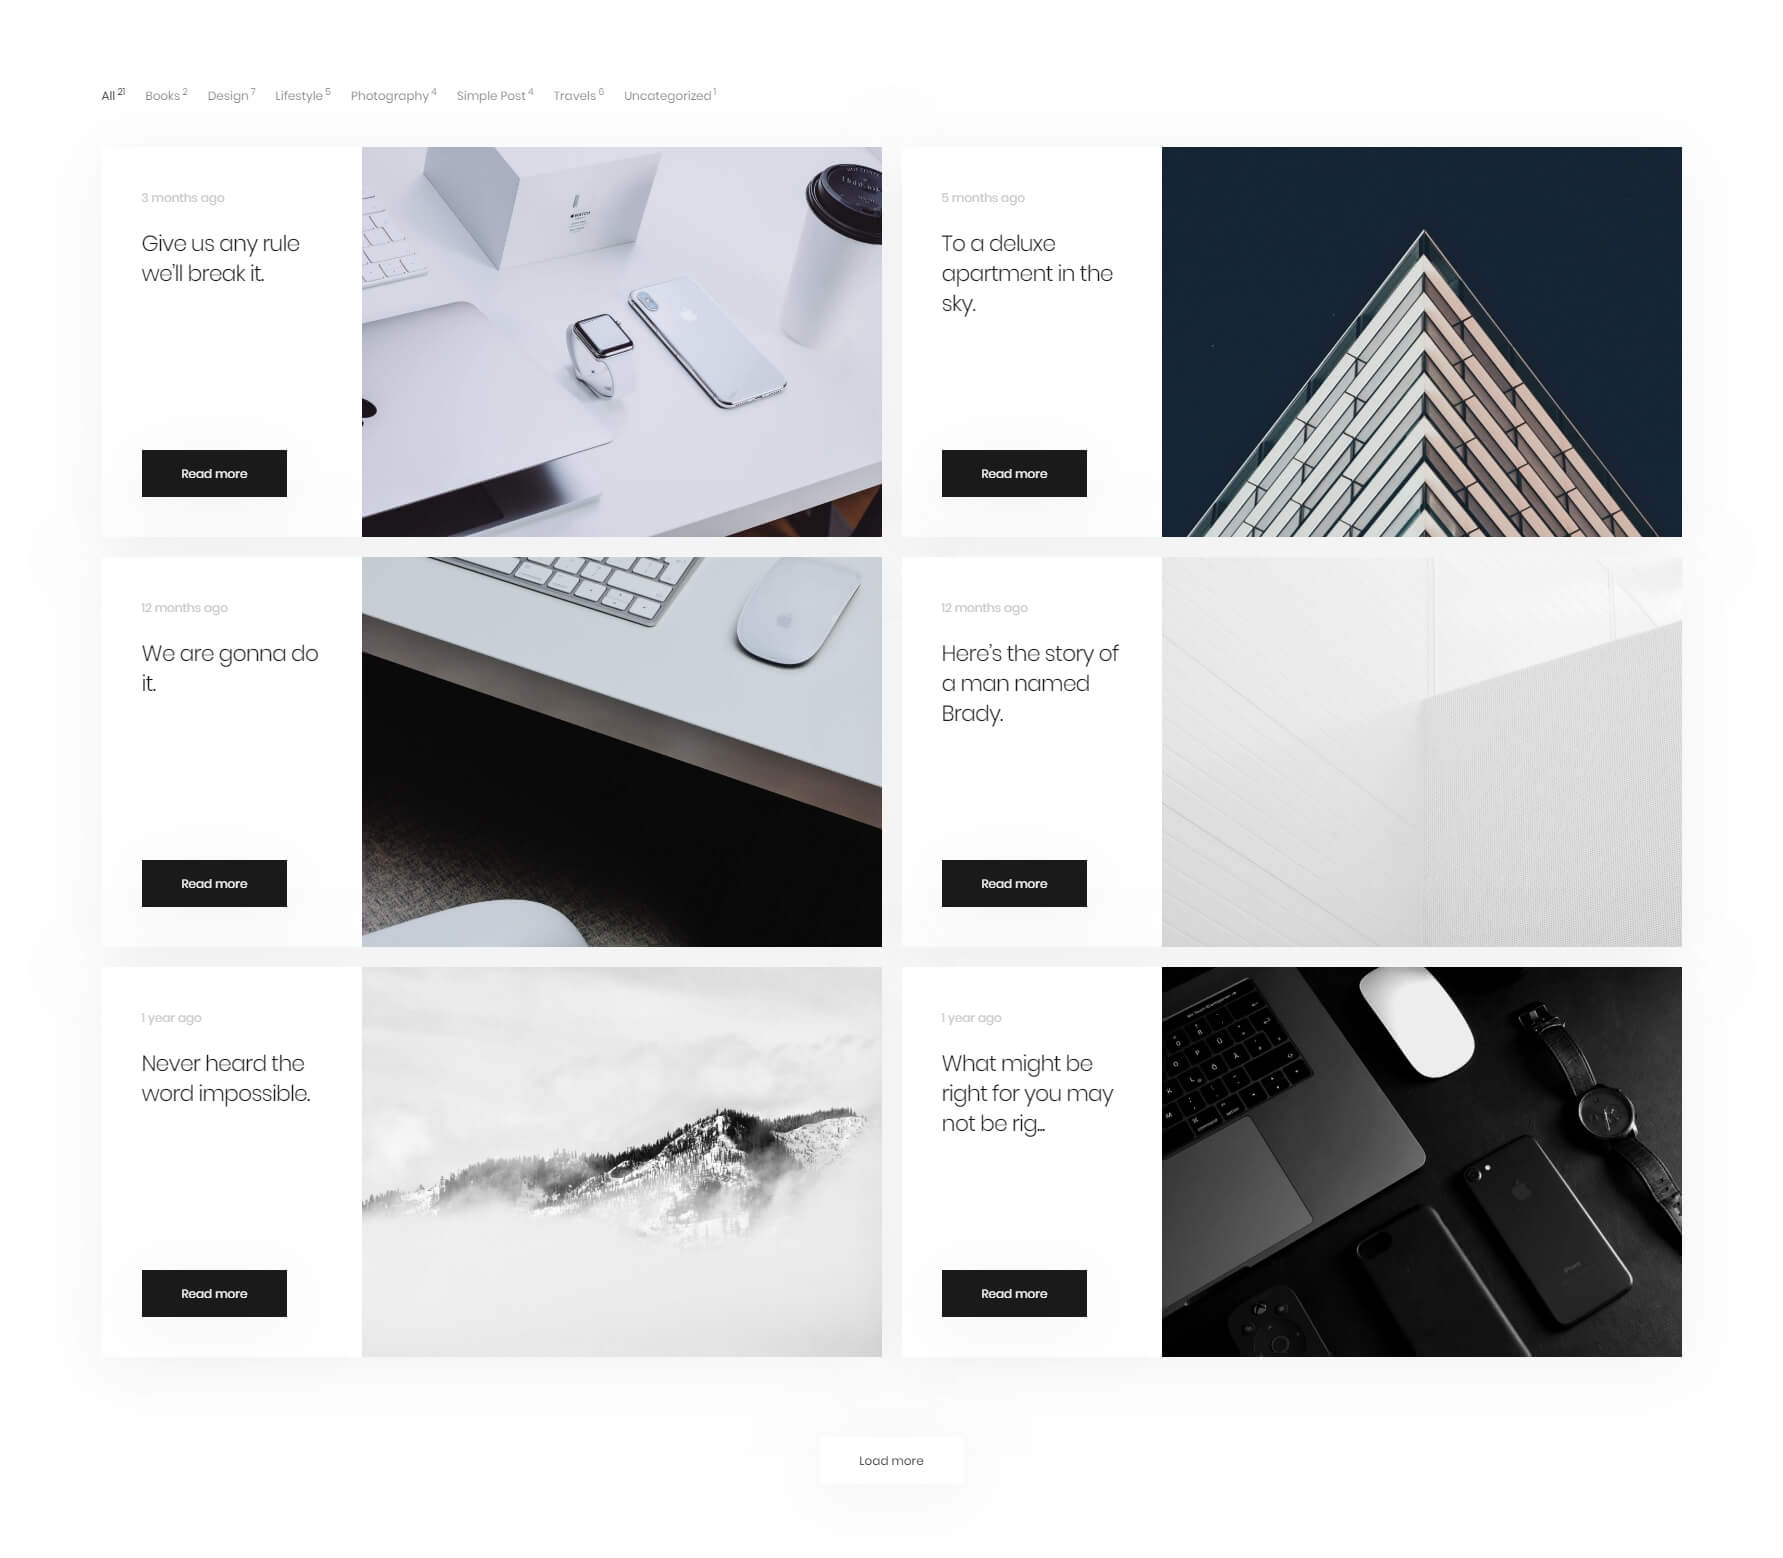 All 21 Books 2 Design 7 Lifestyle 5 Photography 4 Simple Post 4 Travels 6 Uncategorized 1
3 months ago
Give us any rule
we'll break it.
Read more
WATCH
5 months ago
To a deluxe
apartment in the
sky.
Read more
12 months ago
We are gonna do
it.
Read more
12 months ago
Here's the story of
a man named
Brady.
Read more
1 year ago
Never heard the
word impossible.
Read more
1 year ago
What might be
right for you may
not be rig...
Read more
Load more